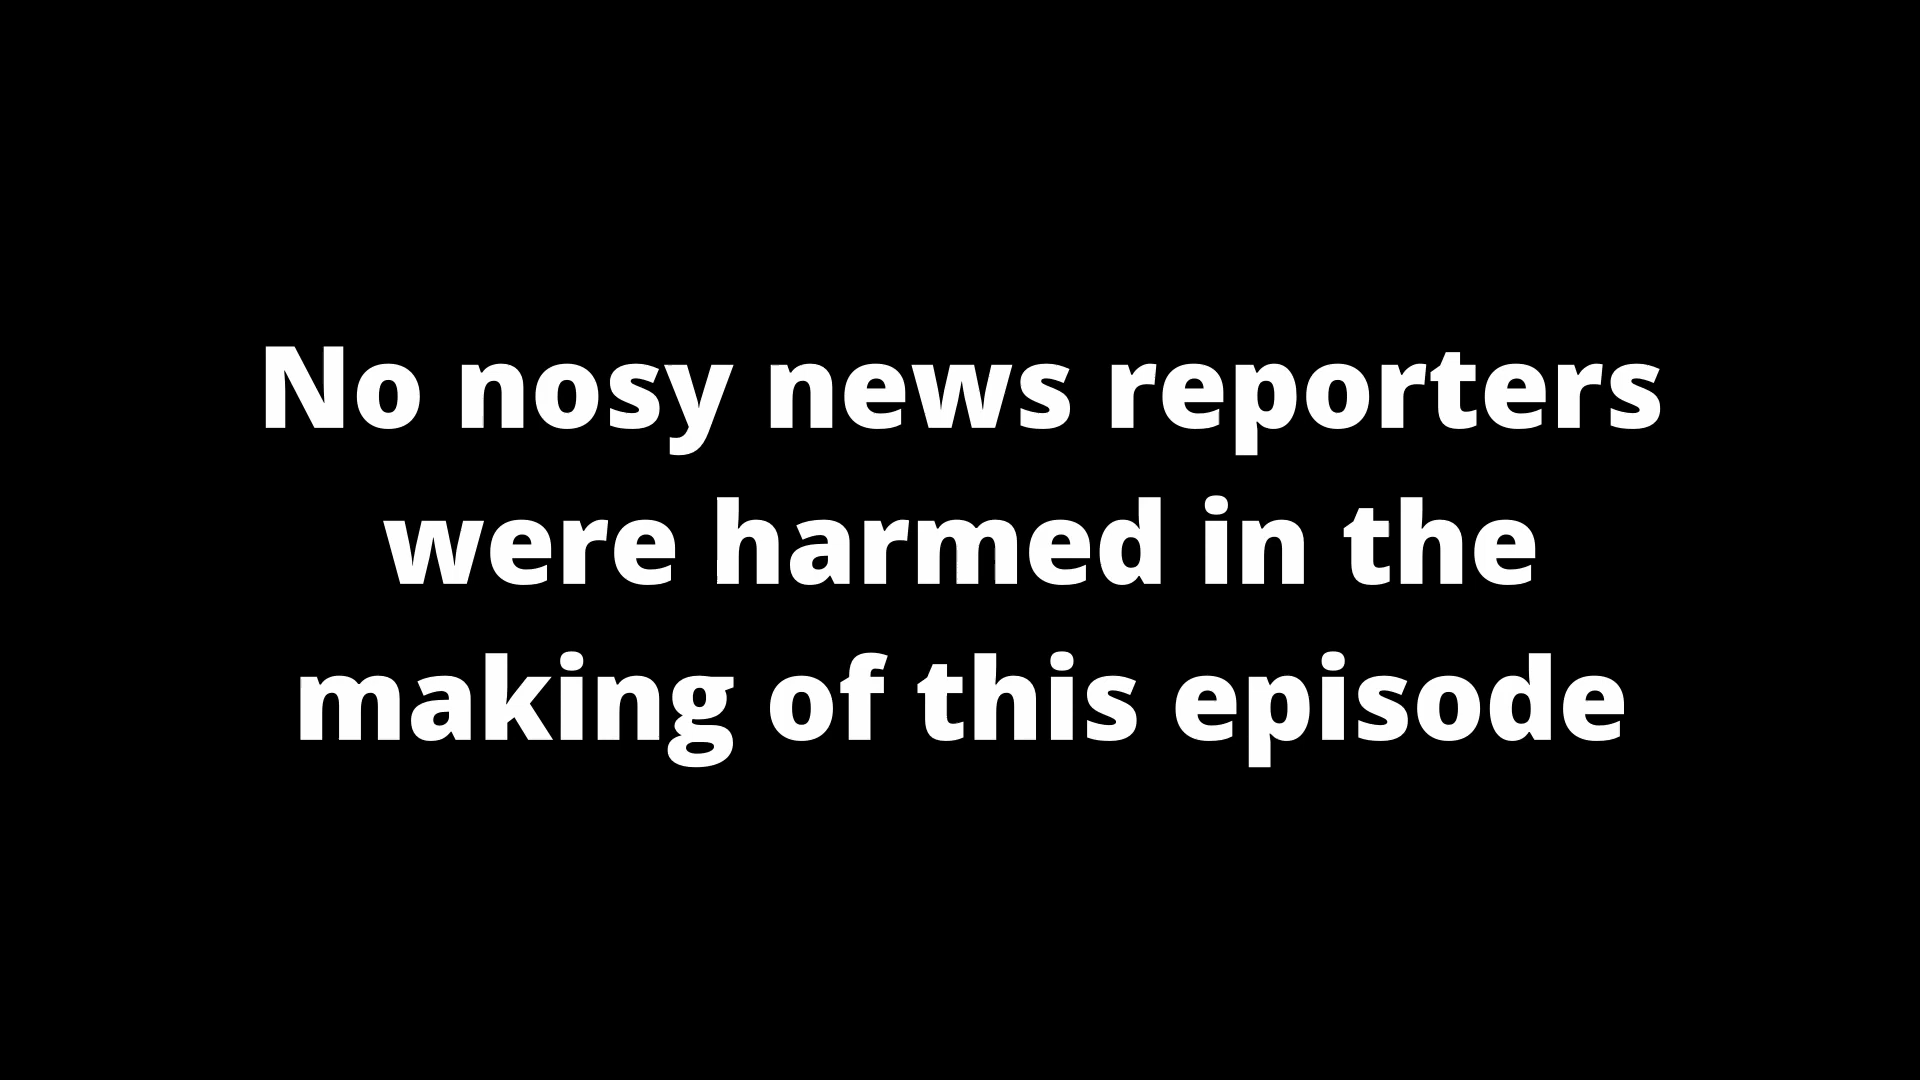 No nosy news reporters
were harmed in the
making of this episode